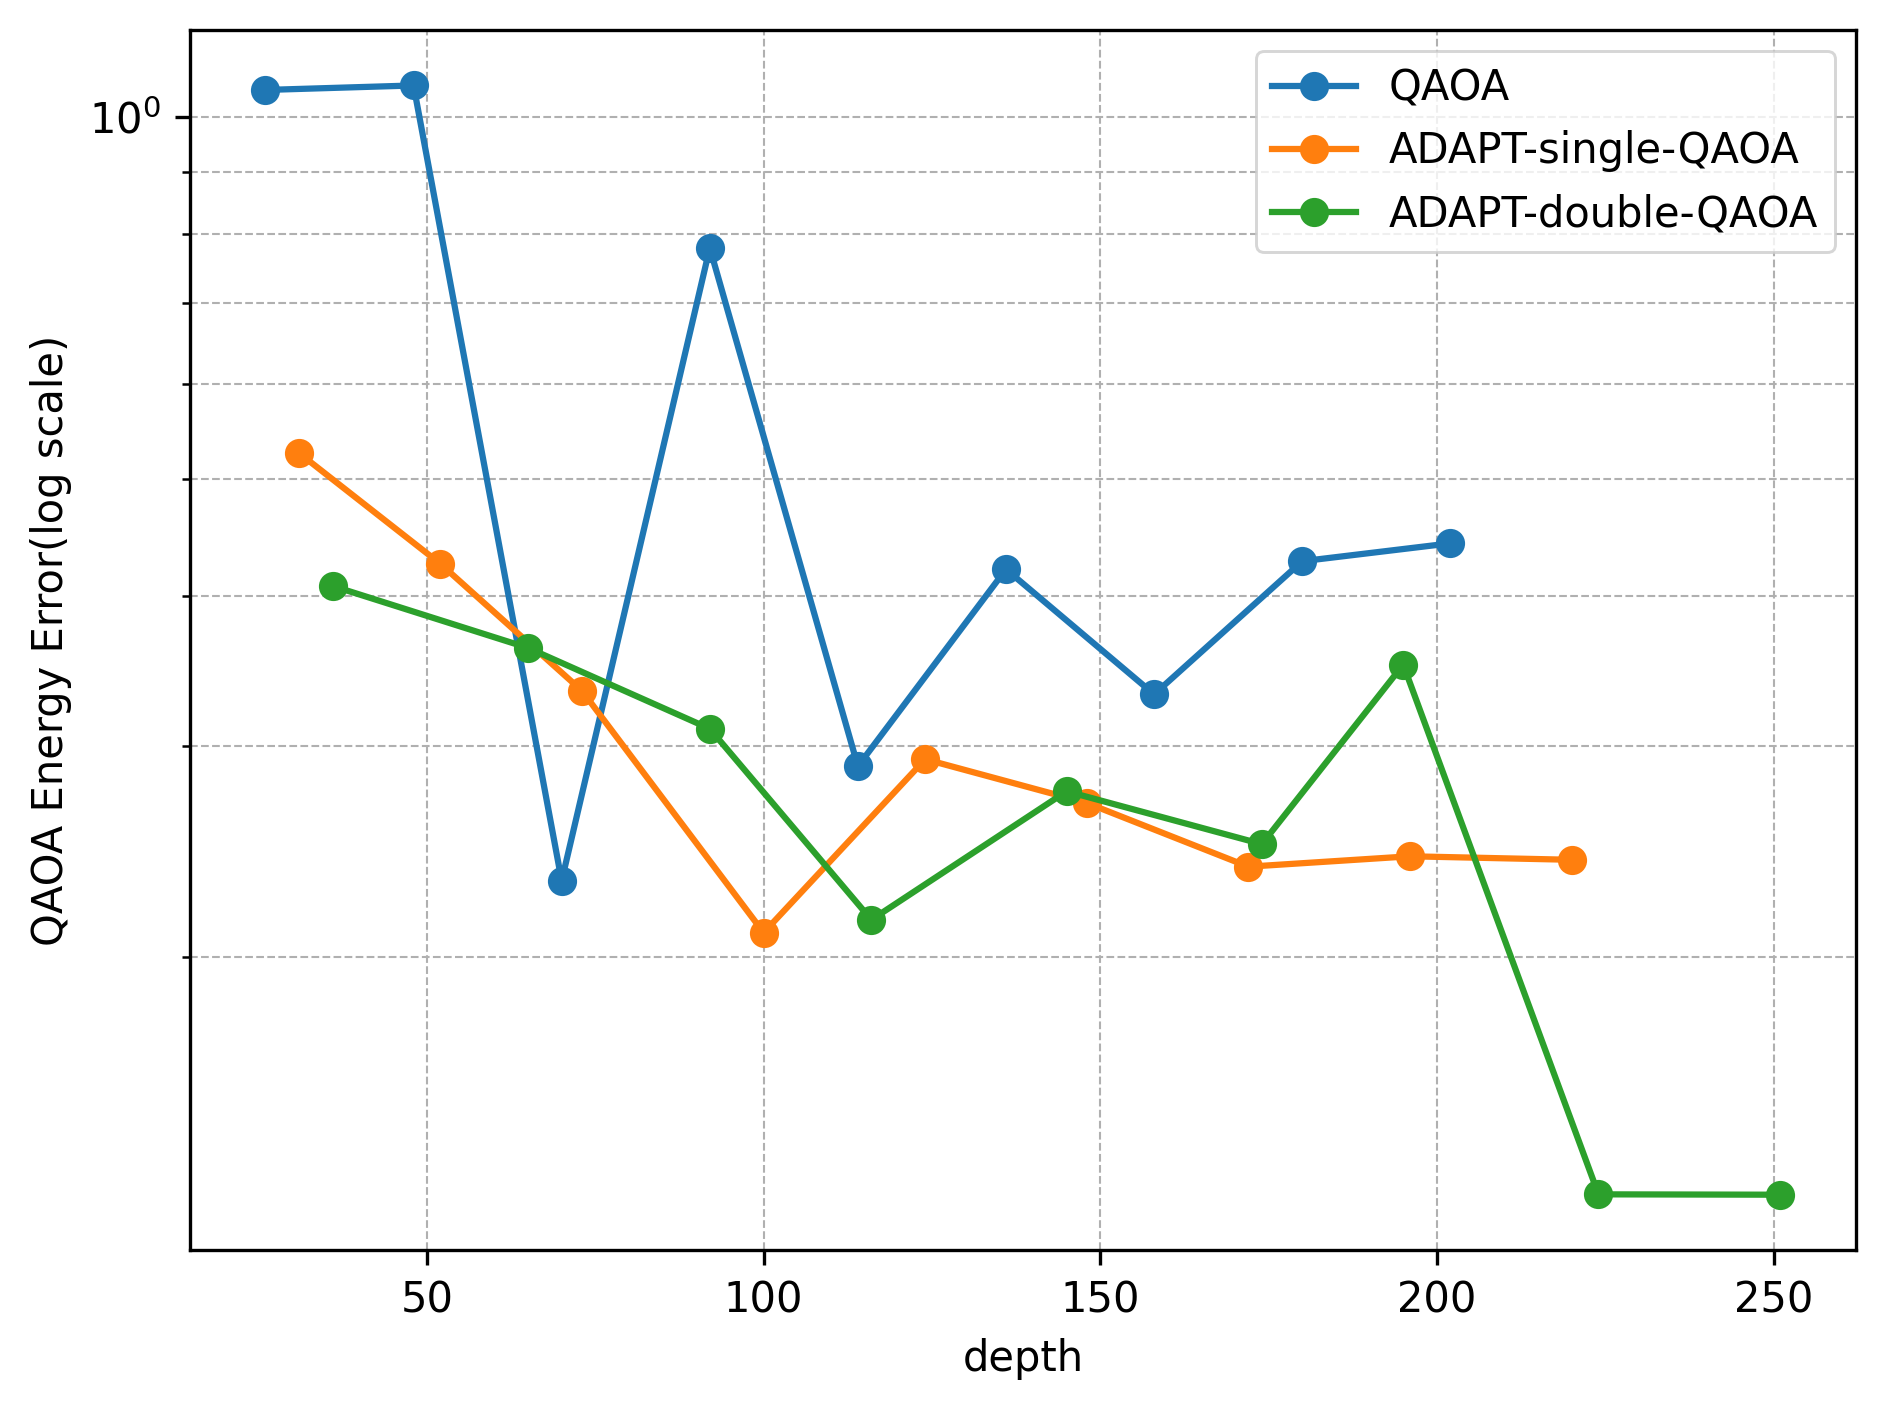 QAOA
ADAPT-single-QAOA
ADAPT-double-QAOA
10⁰
QAOA Energy Error(log scale)
50 100 150 200 250
depth